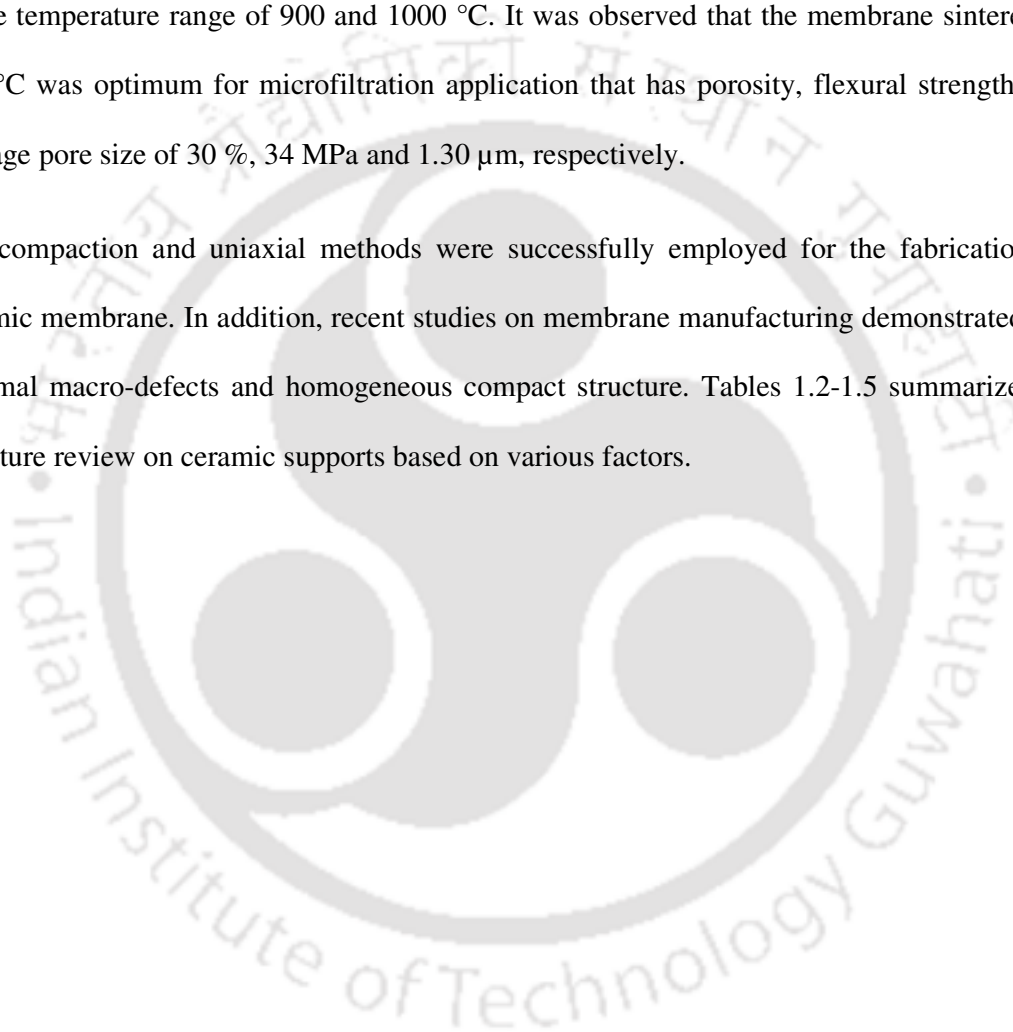 e temperature range of 900 and 1000 °C. It was observed that the membrane sintere
°C was optimum for microfiltration application that has porosity, flexural strength
age pore size of 30 %, 34 MPa and 1.30 µm, respectively.
compaction and uniaxial methods were successfully employed for the fabrication
mic membrane. In addition, recent studies on membrane manufacturing demonstrated
mal macro-defects and homogeneous compact structure. Tables 1.2-1.5 summarize
ture review on ceramic supports based on various factors.
भारतीय प्रौद्योगिकी संस्थान गुवाहाटी
Indian Institute of Technology Guwahati